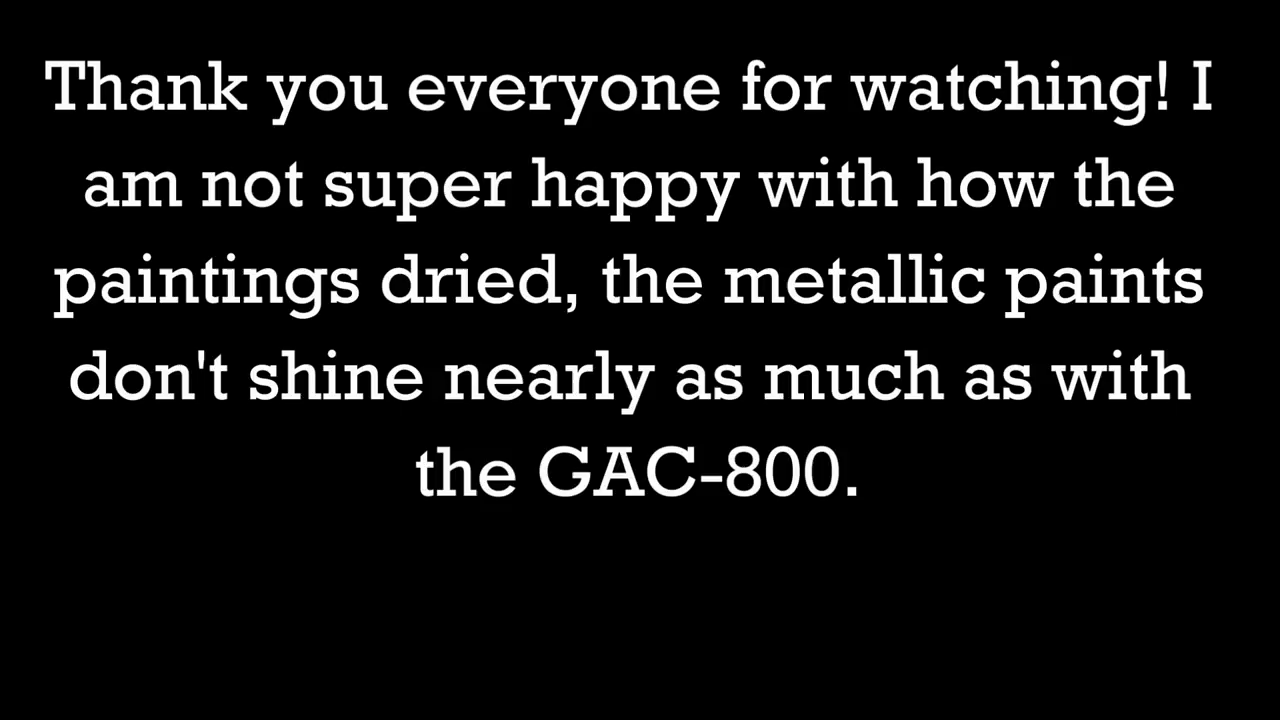 Thank you everyone for watching! I
am not super happy with how the
paintings dried, the metallic paints
don't shine nearly as much as with
the GAC-800.